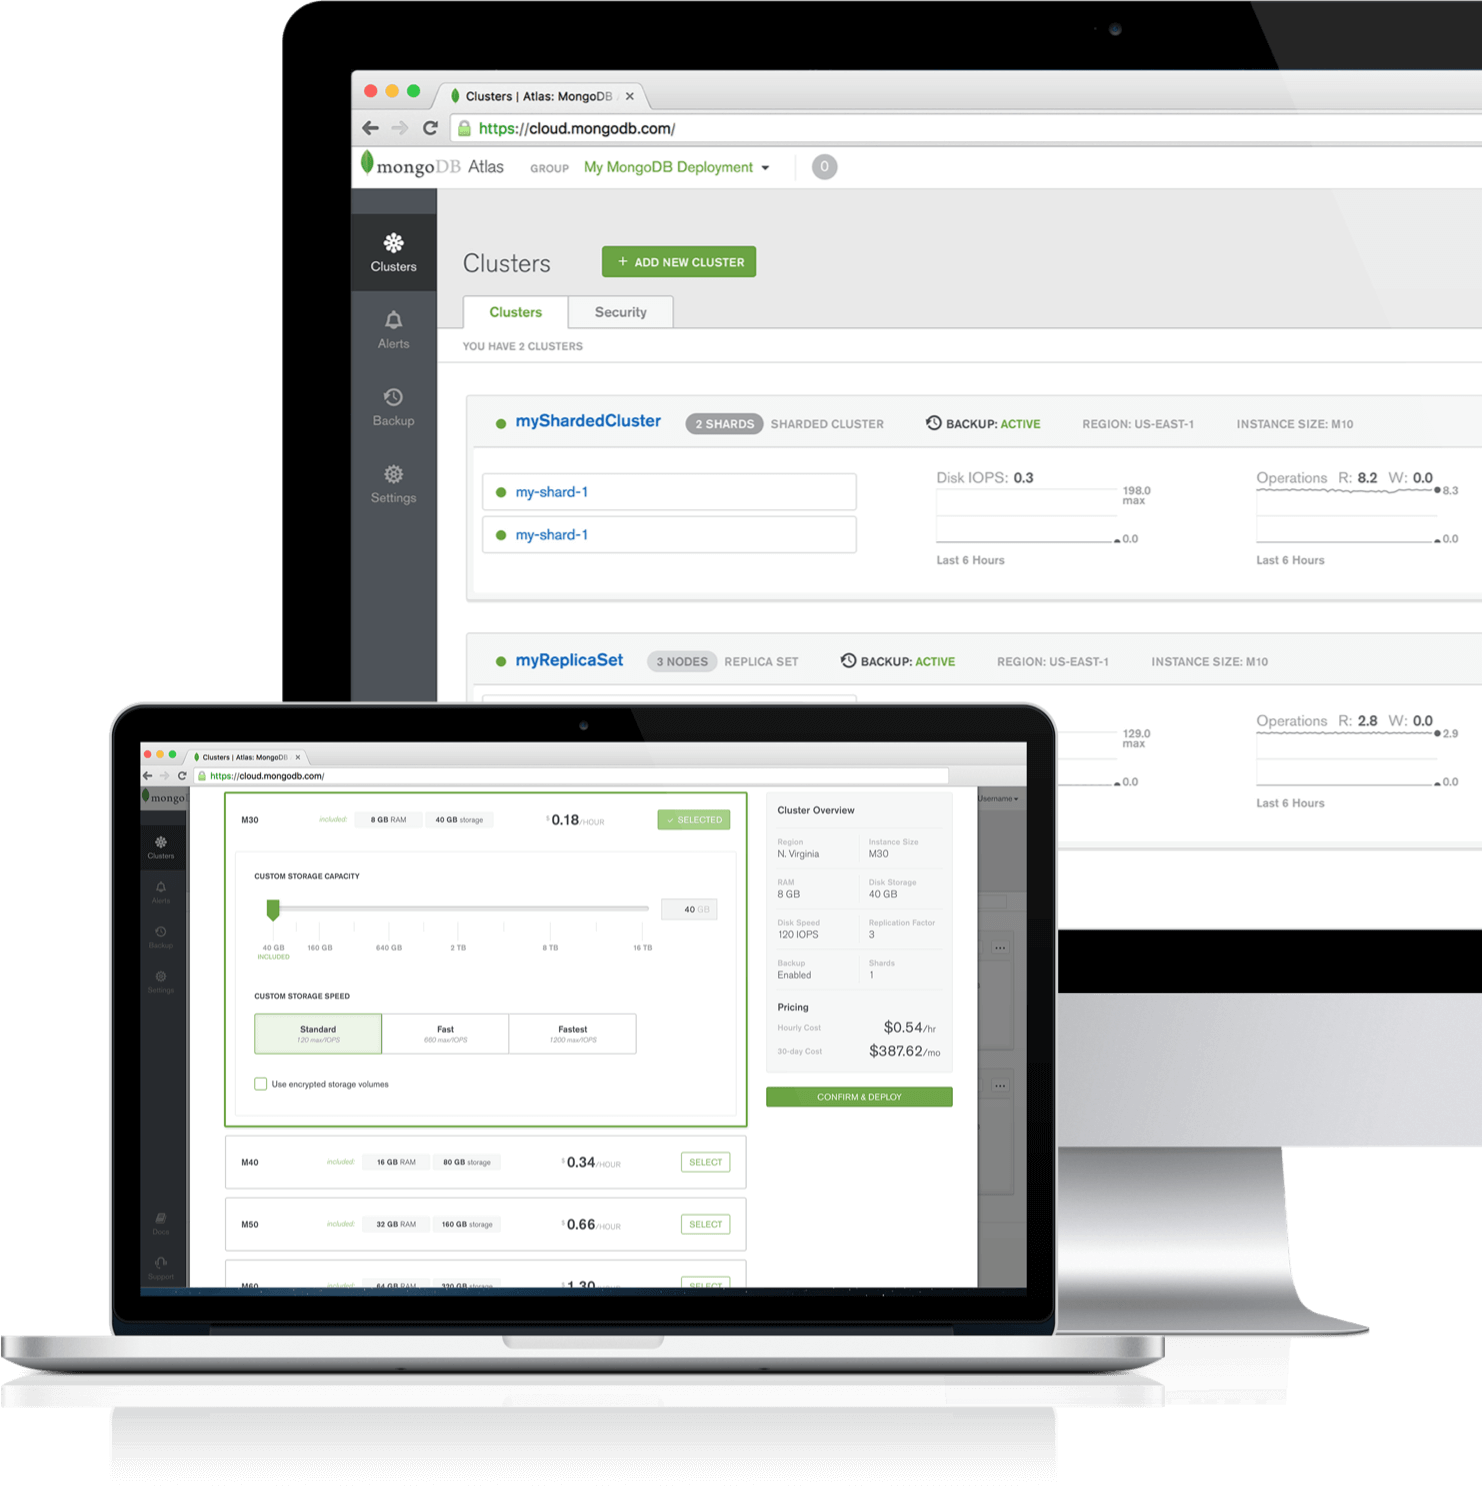 Clusters | Atlas: MongoDB
https://cloud.mongodb.com/
mongoDB Atlas GROUP My MongoDB Deployment 0
Clusters
Alerts
Backup
Settings
Clusters + ADD NEW CLUSTER
Clusters Security
YOU HAVE 2 CLUSTERS
myShardedCluster 2 SHARDS SHARDED CLUSTER BACKUP: ACTIVE REGION: US-EAST-1 INSTANCE SIZE: M10
my-shard-1
my-shard-1
Disk IOPS: 0.3
198.0
max
0.0
Last 6 Hours
Operations R: 8.2 W: 0.0
8.3
0.0
Last 6 Hours
myReplicaSet 3 NODES REPLICA SET BACKUP: ACTIVE REGION: US-EAST-1 INSTANCE SIZE: M10
129.0
max
0.0
Operations R: 2.8 W: 0.0
2.9
0.0
Last 6 Hours
Clusters | Atlas: MongoDB
https://cloud.mongodb.com/
mongo
Username
Clusters
Alerts
Backup
Settings
Docs
Support
M30 included: 8 GB RAM 40 GB storage $0.18/HOUR SELECTED
CUSTOM STORAGE CAPACITY
40 GB
40 GB 160 GB 640 GB 2 TB 8 TB 16 TB
INCLUDED
CUSTOM STORAGE SPEED
Standard Fast Fastest
120 max/IOPS 660 max/IOPS 1200 max/IOPS
Use encrypted storage volumes
M40 included: 16 GB RAM 80 GB storage $0.34/HOUR SELECT
M50 included: 32 GB RAM 160 GB storage $0.66/HOUR SELECT
M60 included: 64 GB RAM 320 GB storage $1.30/HOUR SELECT
Cluster Overview
Region Instance Size
N. Virginia M30
RAM Disk Storage
8 GB 40 GB
Disk Speed Replication Factor
120 IOPS 3
Backup Shards
Enabled 1
Pricing
Hourly Cost $0.54/hr
30-day Cost $387.62/mo
CONFIRM & DEPLOY